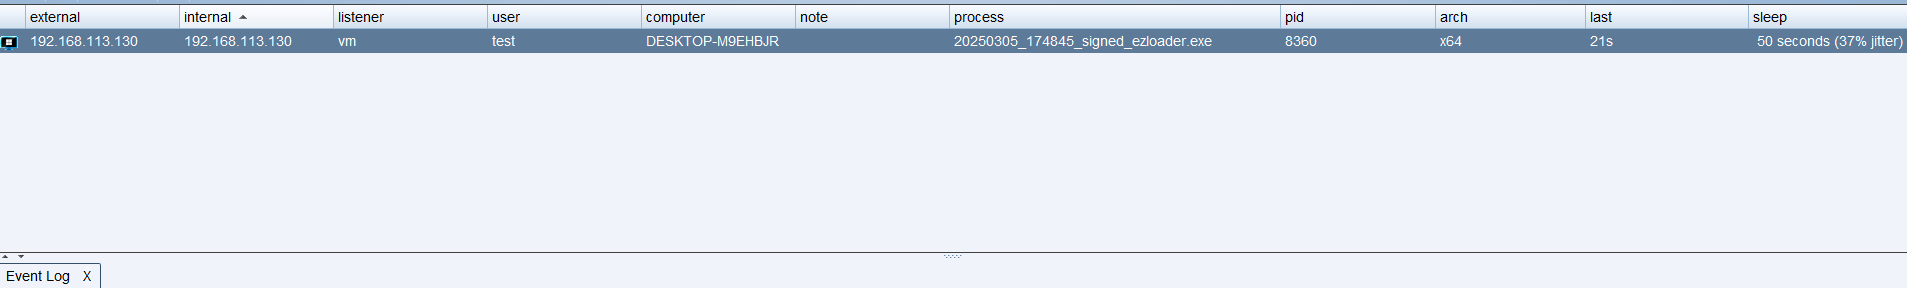 external internal listener user computer note process pid arch last sleep
192.168.113.130 192.168.113.130 vm test DESKTOP-M9EHBJR 20250305_174845_signed_ezloader.exe 8360 x64 21s 50 seconds (37% jitter)
Event Log X